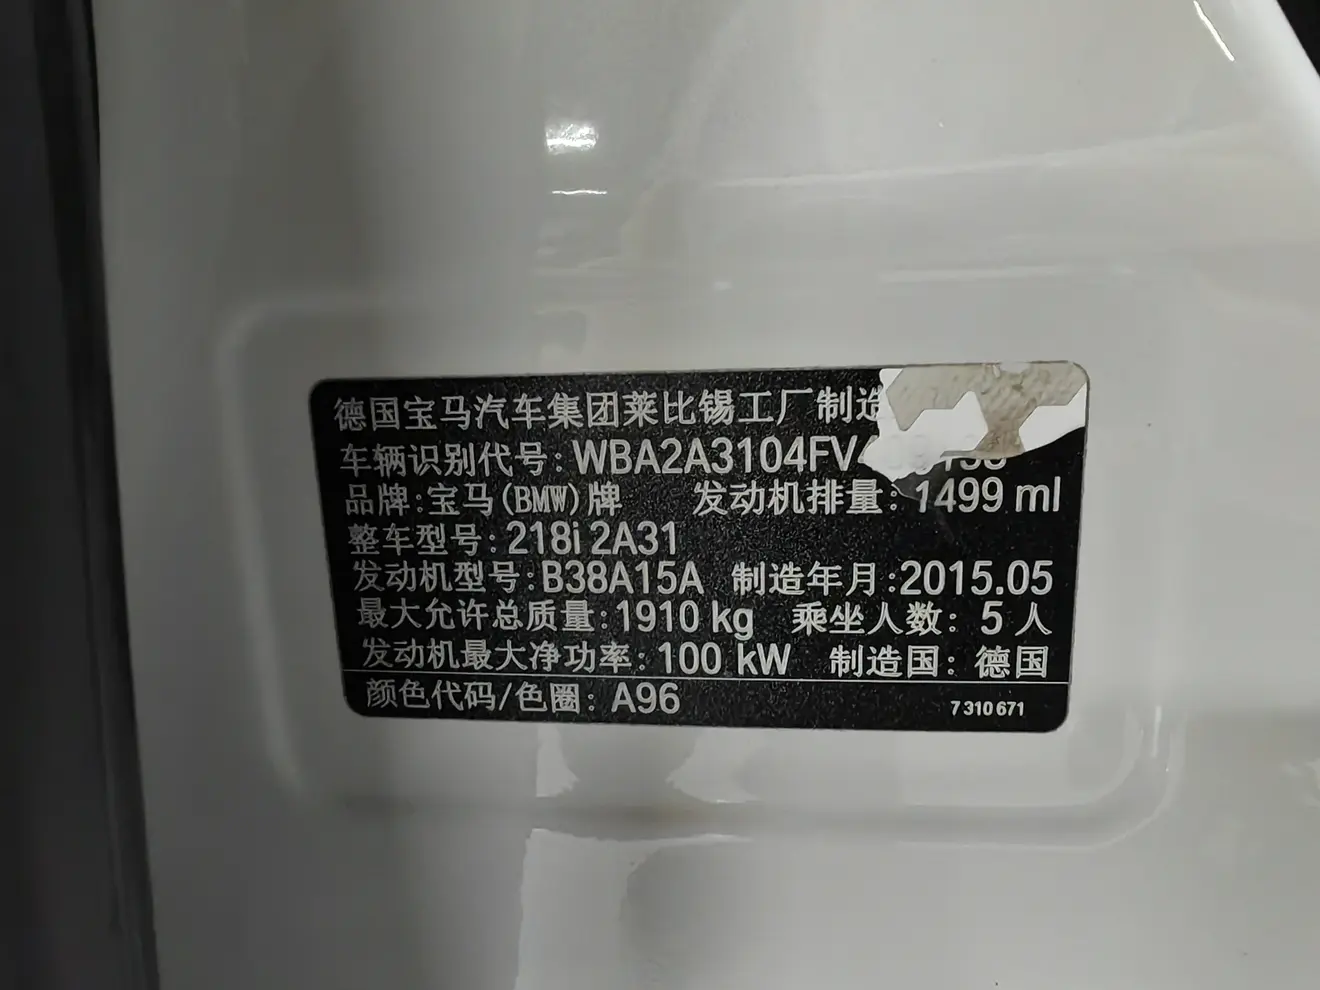 德国宝马汽车集团莱比锡工厂制造
车辆识别代号: WBA2A3104FV
品牌:宝马(BMW)牌 发动机排量: 1499 ml
整车型号:218i 2A31
发动机型号:B38A15A 制造年月:2015.05
最大允许总质量:1910 kg 乘坐人数: 5 人
发动机最大净功率:100 kW 制造国: 德国
颜色代码/色圈: A96 7 310 671